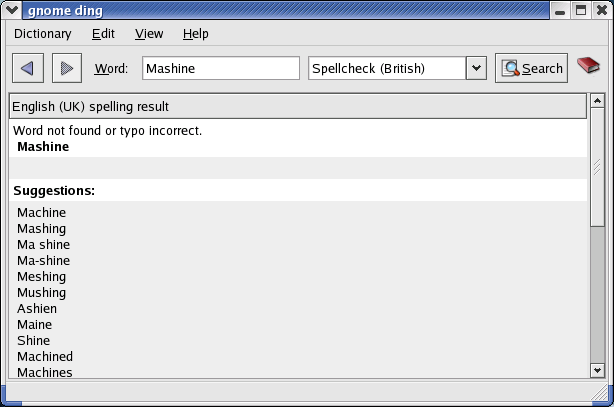 gnome ding
Dictionary Edit View Help
Word: Mashine Spellcheck (British) Search
English (UK) spelling result
Word not found or typo incorrect.
Mashine
Suggestions:
Machine
Mashing
Ma shine
Ma-shine
Meshing
Mushing
Ashien
Maine
Shine
Machined
Machines